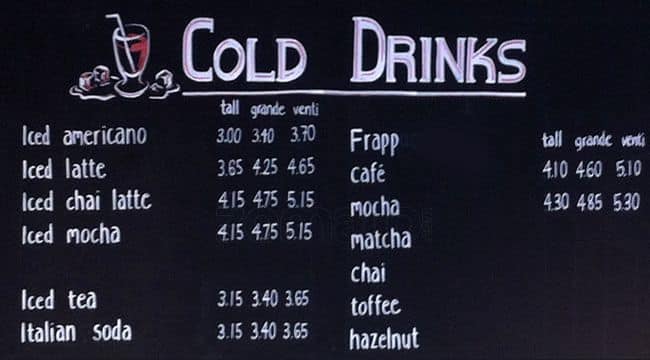 COLD DRINKS
tall grande venti
Iced americano 3.00 3.40 3.70
Iced latte 3.65 4.25 4.65
Iced chai latte 4.15 4.75 5.15
Iced mocha 4.15 4.75 5.15
Iced tea 3.15 3.40 3.65
Italian soda 3.15 3.40 3.65
Frapp tall grande venti
café 4.10 4.60 5.10
mocha 4.30 4.85 5.30
matcha
chai
toffee
hazelnut